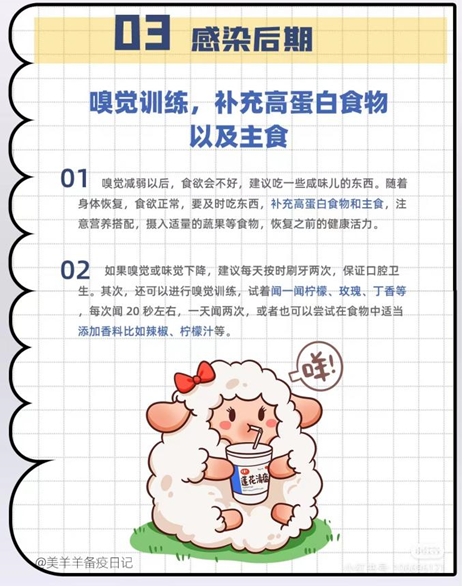 03 感染后期
嗅觉训练，补充高蛋白食物
以及主食
01 嗅觉减弱以后，食欲会不好，建议吃一些咸味儿的东西。随着
身体恢复，食欲正常，要及时吃东西，补充高蛋白食物和主食，注
意营养搭配，摄入适量的蔬果等食物，恢复之前的健康活力。
02 如果嗅觉或味觉下降，建议每天按时刷牙两次，保证口腔卫
生。其次，还可以进行嗅觉训练，试着闻一闻柠檬、玫瑰、丁香等
，每次闻 20 秒左右，一天闻两次，或者也可以尝试在食物中适当
添加香料比如辣椒、柠檬汁等。
咩!
莲花清瘟
@美羊羊备疫日记